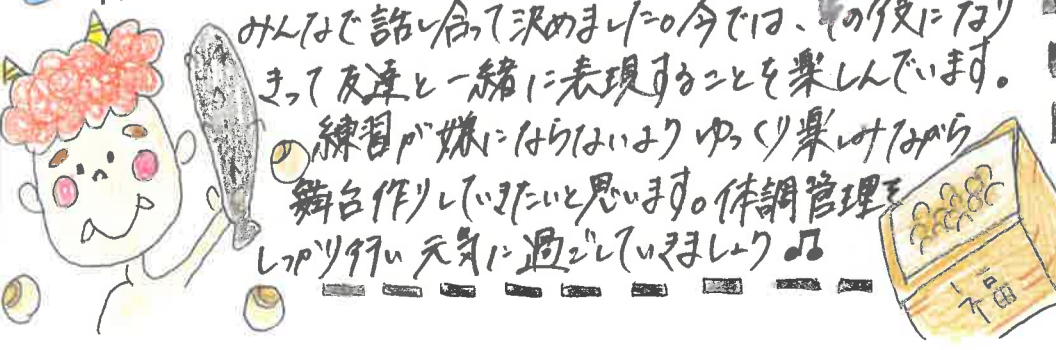 みんなで話し合って決めました。今では、その役になり
きって友達と一緒に表現することを楽しんでいます。
練習が嫌にならないよう ゆっくり楽しみながら
舞台作りしていきたいと思います。体調管理を
しっかり行い 元気に過ごしていきましょう♫
福